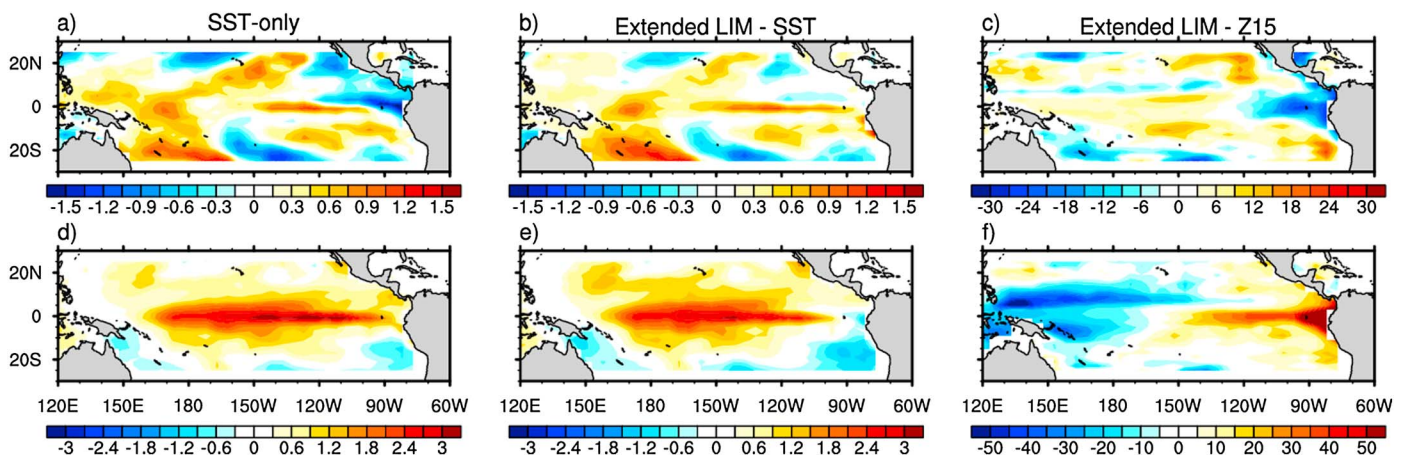 a) SST-only b) Extended LIM - SST c) Extended LIM - Z15
20N
0
20S
-1.5 -1.2 -0.9 -0.6 -0.3 0 0.3 0.6 0.9 1.2 1.5 -1.5 -1.2 -0.9 -0.6 -0.3 0 0.3 0.6 0.9 1.2 1.5 -30 -24 -18 -12 -6 0 6 12 18 24 30
d) e) f)
20N
0
20S
120E 150E 180 150W 120W 90W 60W 120E 150E 180 150W 120W 90W 60W 120E 150E 180 150W 120W 90W 60W
-3 -2.4 -1.8 -1.2 -0.6 0 0.6 1.2 1.8 2.4 3 -3 -2.4 -1.8 -1.2 -0.6 0 0.6 1.2 1.8 2.4 3 -50 -40 -30 -20 -10 0 10 20 30 40 50